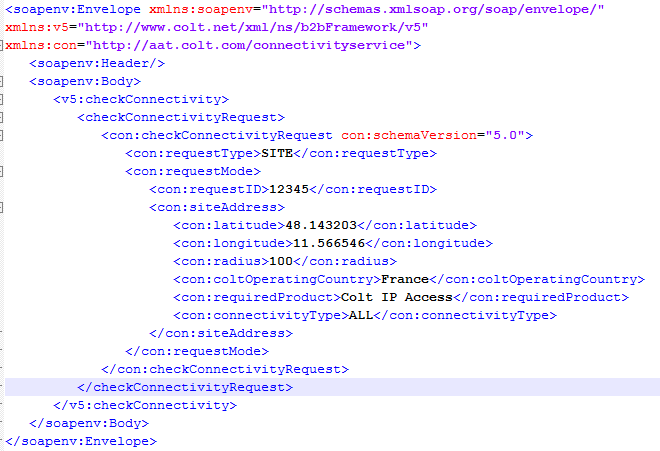 <soapenv:Envelope xmlns:soapenv="http://schemas.xmlsoap.org/soap/envelope/"
xmlns:v5="http://www.colt.net/xml/ns/b2bFramework/v5"
xmlns:con="http://aat.colt.com/connectivityservice">
<soapenv:Header/>
<soapenv:Body>
<v5:checkConnectivity>
<checkConnectivityRequest>
<con:checkConnectivityRequest con:schemaVersion="5.0">
<con:requestType>SITE</con:requestType>
<con:requestMode>
<con:requestID>12345</con:requestID>
<con:siteAddress>
<con:latitude>48.143203</con:latitude>
<con:longitude>11.566546</con:longitude>
<con:radius>100</con:radius>
<con:coltOperatingCountry>France</con:coltOperatingCountry>
<con:requiredProduct>Colt IP Access</con:requiredProduct>
<con:connectivityType>ALL</con:connectivityType>
</con:siteAddress>
</con:requestMode>
</con:checkConnectivityRequest>
</checkConnectivityRequest>
</v5:checkConnectivity>
</soapenv:Body>
</soapenv:Envelope>